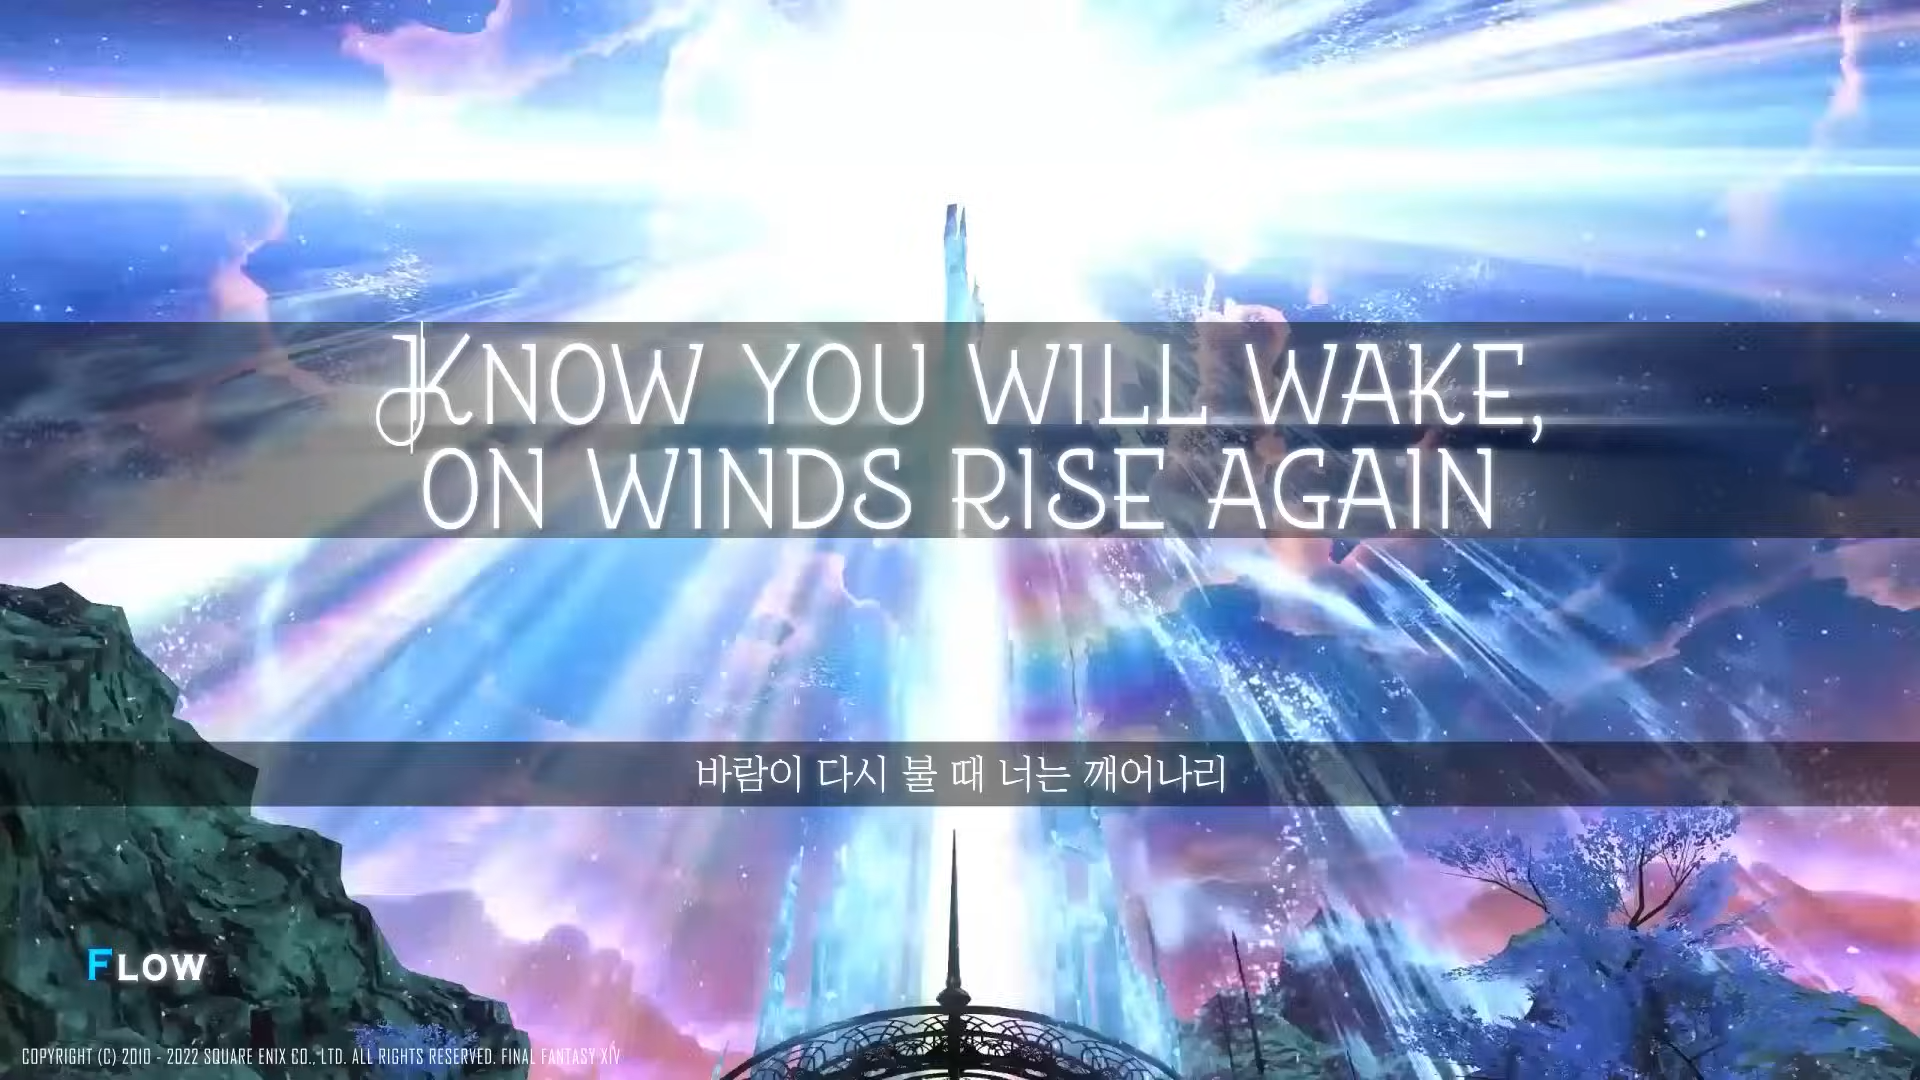 KNOW YOU WILL WAKE,
ON WINDS RISE AGAIN
바람이 다시 불 때 너는 깨어나리
FLOW
COPYRIGHT (C) 2010 - 2022 SQUARE ENIX CO., LTD. ALL RIGHTS RESERVED. FINAL FANTASY XIV